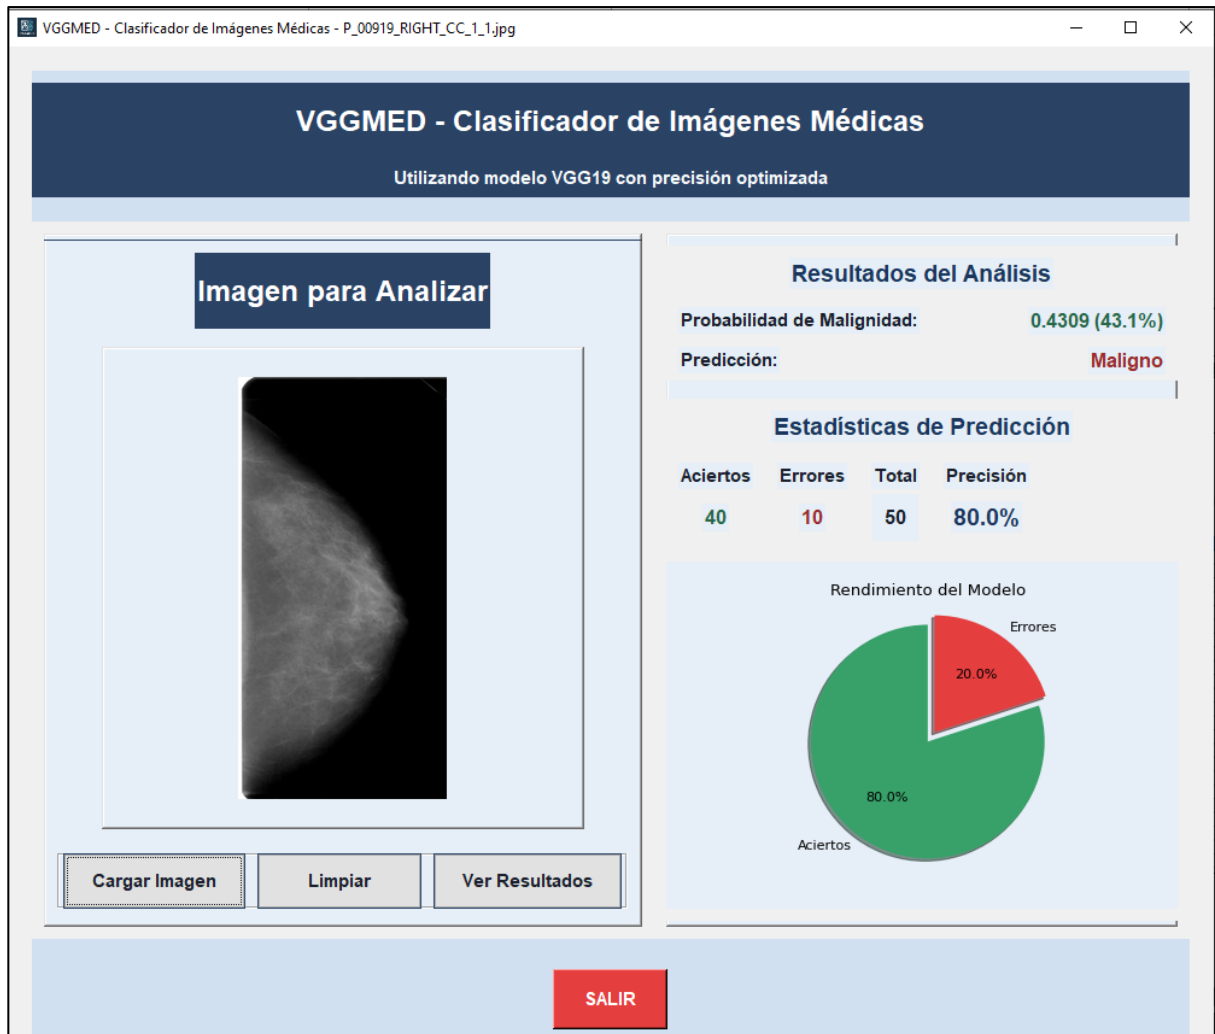 VGGMED - Clasificador de Imágenes Médicas - P_00919_RIGHT_CC_1_1.jpg
VGGMED - Clasificador de Imágenes Médicas
Utilizando modelo VGG19 con precisión optimizada
Imagen para Analizar
Cargar Imagen
Limpiar
Ver Resultados
Resultados del Análisis
Probabilidad de Malignidad: 0.4309 (43.1%)
Predicción: Maligno
Estadísticas de Predicción
Aciertos Errores Total Precisión
40 10 50 80.0%
Rendimiento del Modelo
Errores
20.0%
80.0%
Aciertos
SALIR